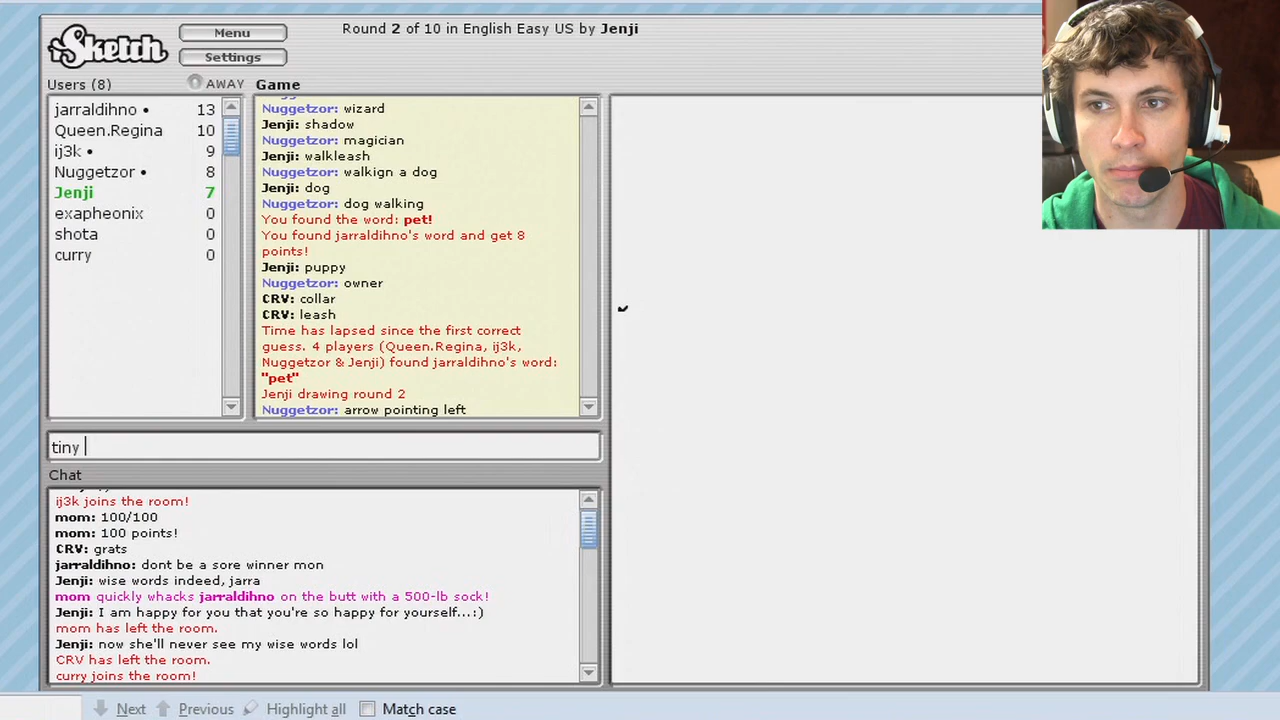 iSketch
Menu
Settings
Round 2 of 10 in English Easy US by Jenji
Users (8)
AWAY
Game
jarraldihno • 13
Queen.Regina 10
ij3k • 9
Nuggetzor • 8
Jenji 7
exapheonix 0
shota 0
curry 0
Nuggetzor: wizard
Jenji: shadow
Nuggetzor: magician
Jenji: walkleash
Nuggetzor: walkign a dog
Jenji: dog
Nuggetzor: dog walking
You found the word: pet!
You found jarraldihno's word and get 8
points!
Jenji: puppy
Nuggetzor: owner
CRV: collar
CRV: leash
Time has lapsed since the first correct
guess. 4 players (Queen.Regina, ij3k,
Nuggetzor & Jenji) found jarraldihno's word:
"pet"
Jenji drawing round 2
Nuggetzor: arrow pointing left
tiny
Chat
ij3k joins the room!
mom: 100/100
mom: 100 points!
CRV: grats
jarraldihno: dont be a sore winner mon
Jenji: wise words indeed, jarra
mom quickly whacks jarraldihno on the butt with a 500-lb sock!
Jenji: I am happy for you that you're so happy for yourself...:)
mom has left the room.
Jenji: now she'll never see my wise words lol
CRV has left the room.
curry joins the room!
Next
Previous
Highlight all
Match case